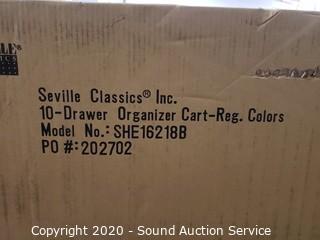 Seville Classics® Inc.
10-Drawer Organizer Cart-Reg. Colors
Model No.: SHE16218B
PO #:202702
Copyright 2020 - Sound Auction Service